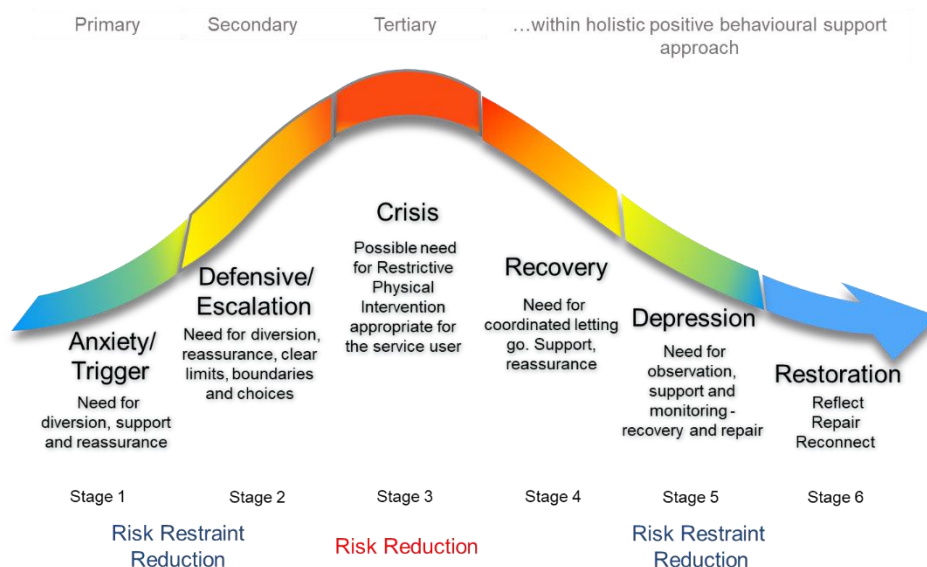 Primary
Secondary
Tertiary
…within holistic positive behavioural support
approach
Anxiety/
Trigger
Need for
diversion, support
and reassurance
Defensive/
Escalation
Need for diversion,
reassurance, clear
limits, boundaries
and choices
Crisis
Possible need
for Restrictive
Physical
Intervention
appropriate for
the service user
Recovery
Need for
coordinated letting
go. Support,
reassurance
Depression
Need for
observation,
support and
monitoring -
recovery and repair
Restoration
Reflect
Repair
Reconnect
Stage 1
Stage 2
Stage 3
Stage 4
Stage 5
Stage 6
Risk Restraint
Reduction
Risk Reduction
Risk Restraint
Reduction